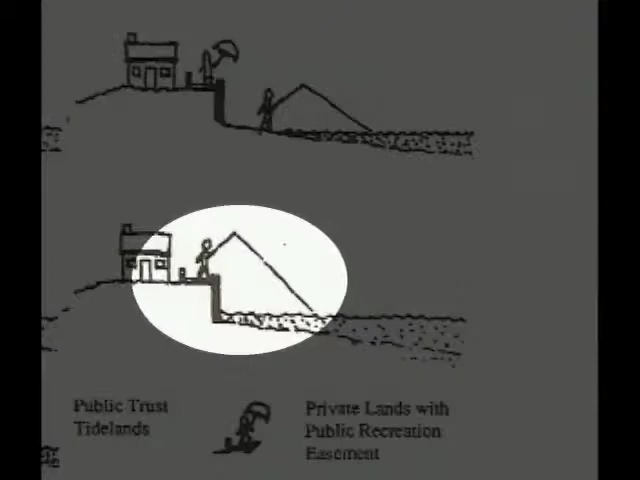 Public Trust
Tidelands
Private Lands with
Public Recreation
Easement